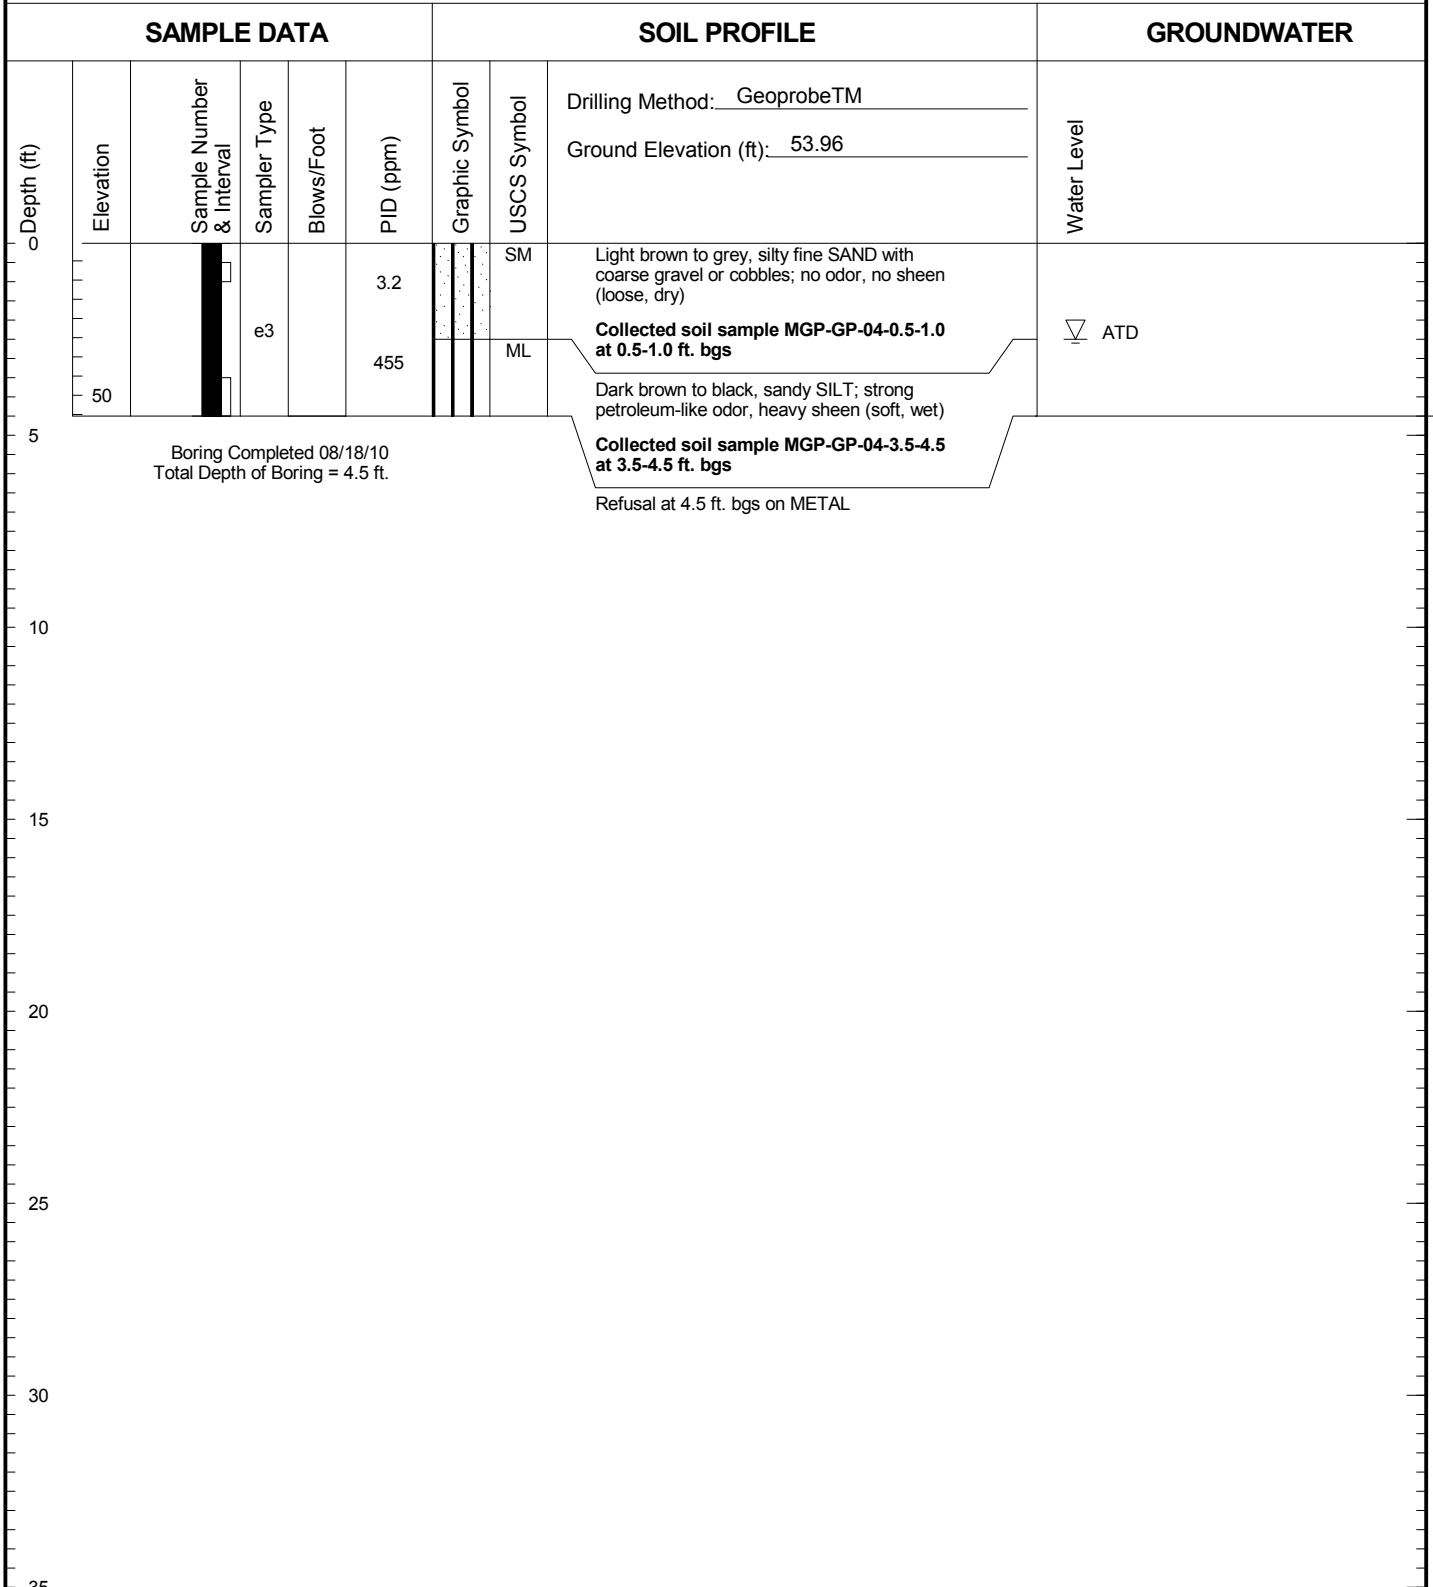 SAMPLE DATA
SOIL PROFILE
GROUNDWATER
Depth (ft)
Elevation
Sample Number
& Interval
Sampler Type
Blows/Foot
PID (ppm)
Graphic Symbol
USCS Symbol
Drilling Method: GeoprobeTM
Ground Elevation (ft): 53.96
Water Level
0
3.2
SM
Light brown to grey, silty fine SAND with
coarse gravel or cobbles; no odor, no sheen
(loose, dry)
Collected soil sample MGP-GP-04-0.5-1.0
at 0.5-1.0 ft. bgs
e3
ATD
455
ML
50
Dark brown to black, sandy SILT; strong
petroleum-like odor, heavy sheen (soft, wet)
Collected soil sample MGP-GP-04-3.5-4.5
at 3.5-4.5 ft. bgs
5
Boring Completed 08/18/10
Total Depth of Boring = 4.5 ft.
Refusal at 4.5 ft. bgs on METAL
10
15
20
25
30
35